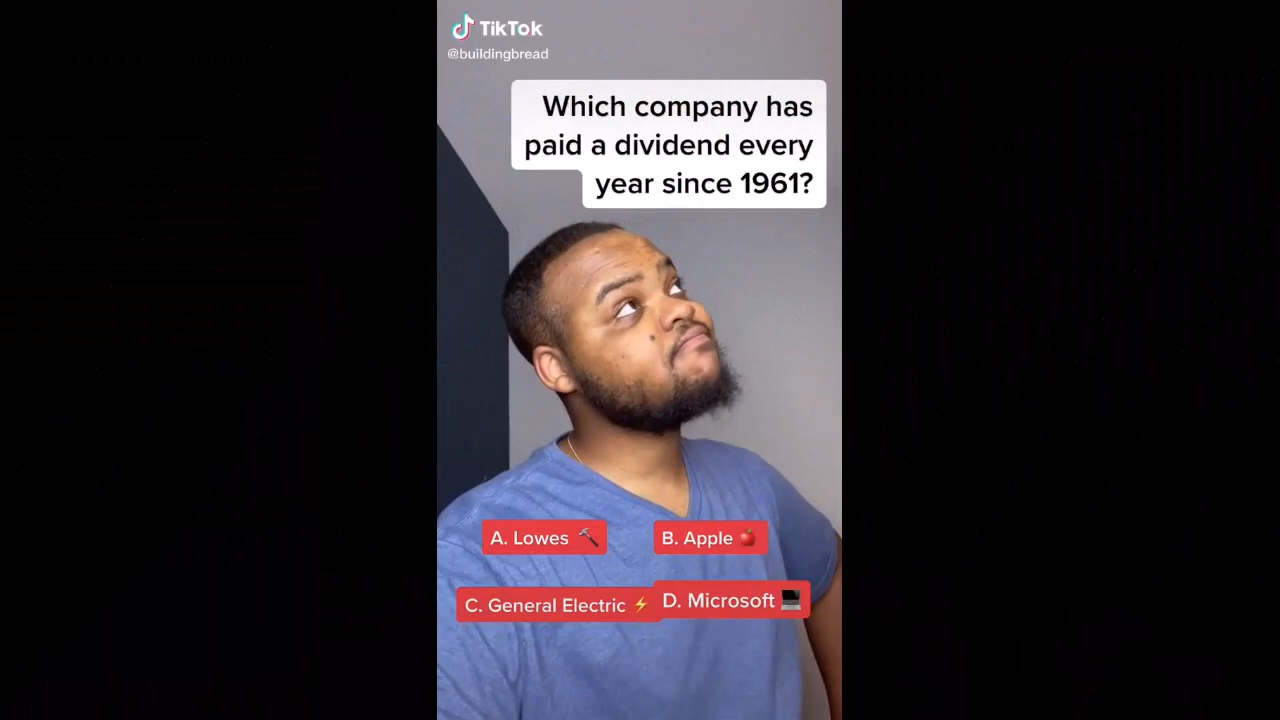 TikTok
@buildingbread
Which company has
paid a dividend every
year since 1961?
A. Lowes 🔨
B. Apple 🍎
C. General Electric ⚡
D. Microsoft 💻